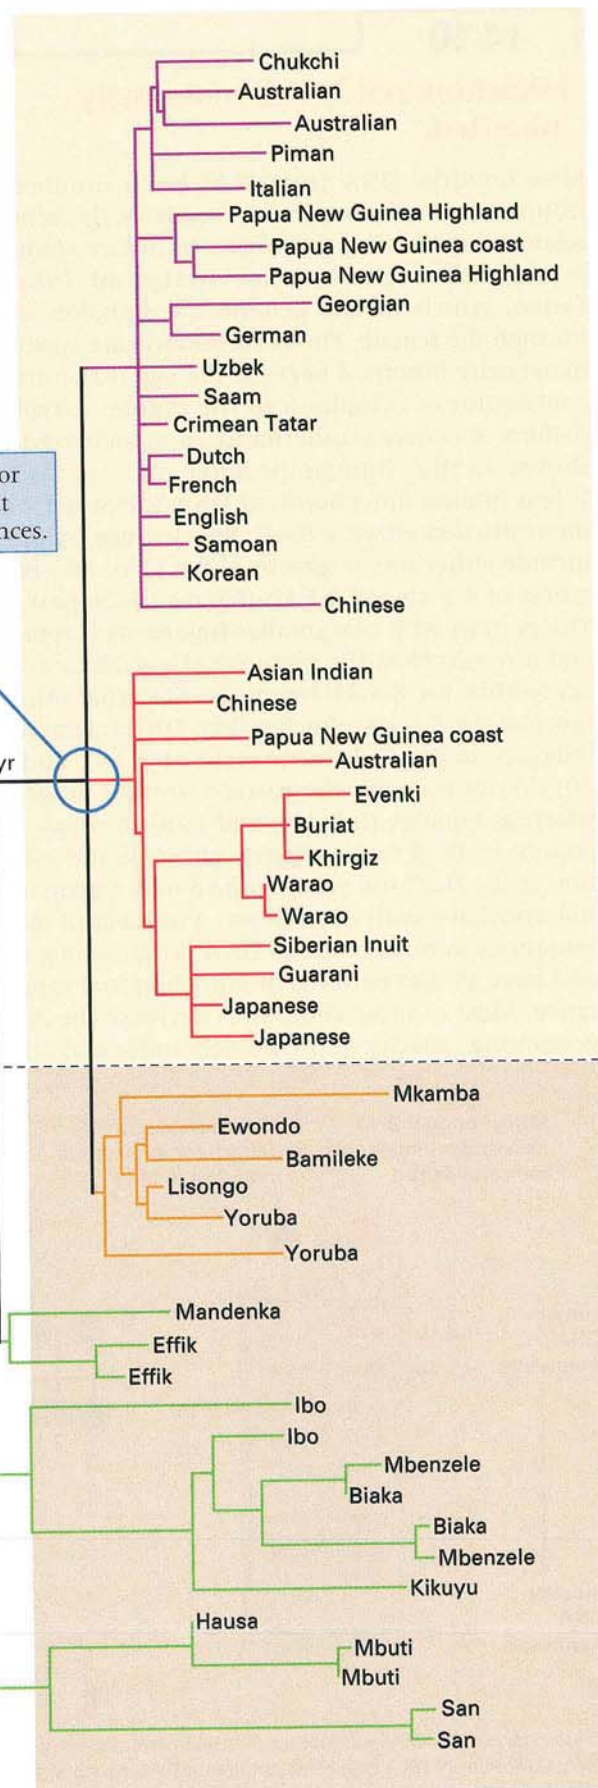 Chukchi
Australian
Australian
Piman
Italian
Papua New Guinea Highland
Papua New Guinea coast
Papua New Guinea Highland
Georgian
German
Uzbek
Saam
Crimean Tatar
Dutch
or
French
t
English
nces.
Samoan
Korean
Chinese
Asian Indian
Chinese
Papua New Guinea coast
yr
Australian
Evenki
Buriat
Khirgiz
Warao
Warao
Siberian Inuit
Guarani
Japanese
Japanese
Mkamba
Ewondo
Bamileke
Lisongo
Yoruba
Yoruba
Mandenka
Effik
Effik
Ibo
Ibo
Mbenzele
Biaka
Biaka
Mbenzele
Kikuyu
Hausa
Mbuti
Mbuti
San
San